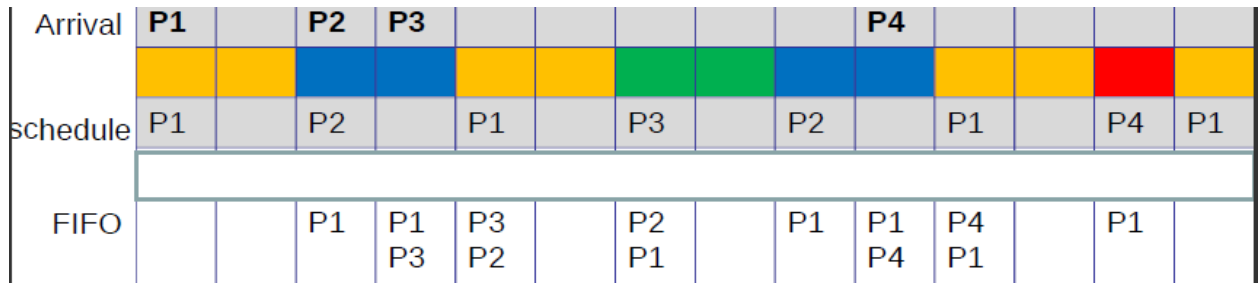 Arrival P1 P2 P3 P4
schedule P1 P2 P1 P3 P2 P1 P4 P1
FIFO P1 P1 P3 P2 P1 P1 P4 P1
P3 P2 P1 P4 P1